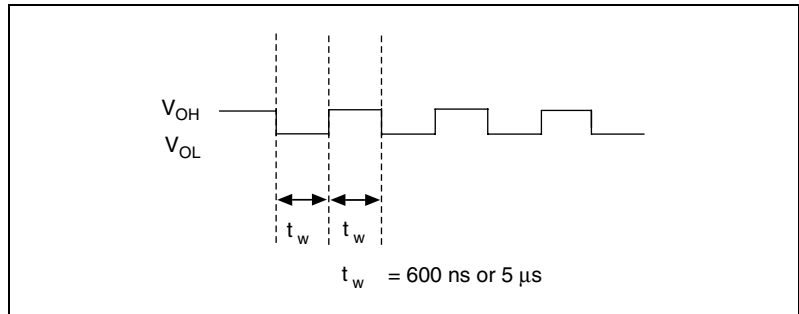 V_OH
V_OL
t_w t_w
t_w = 600 ns or 5 μs